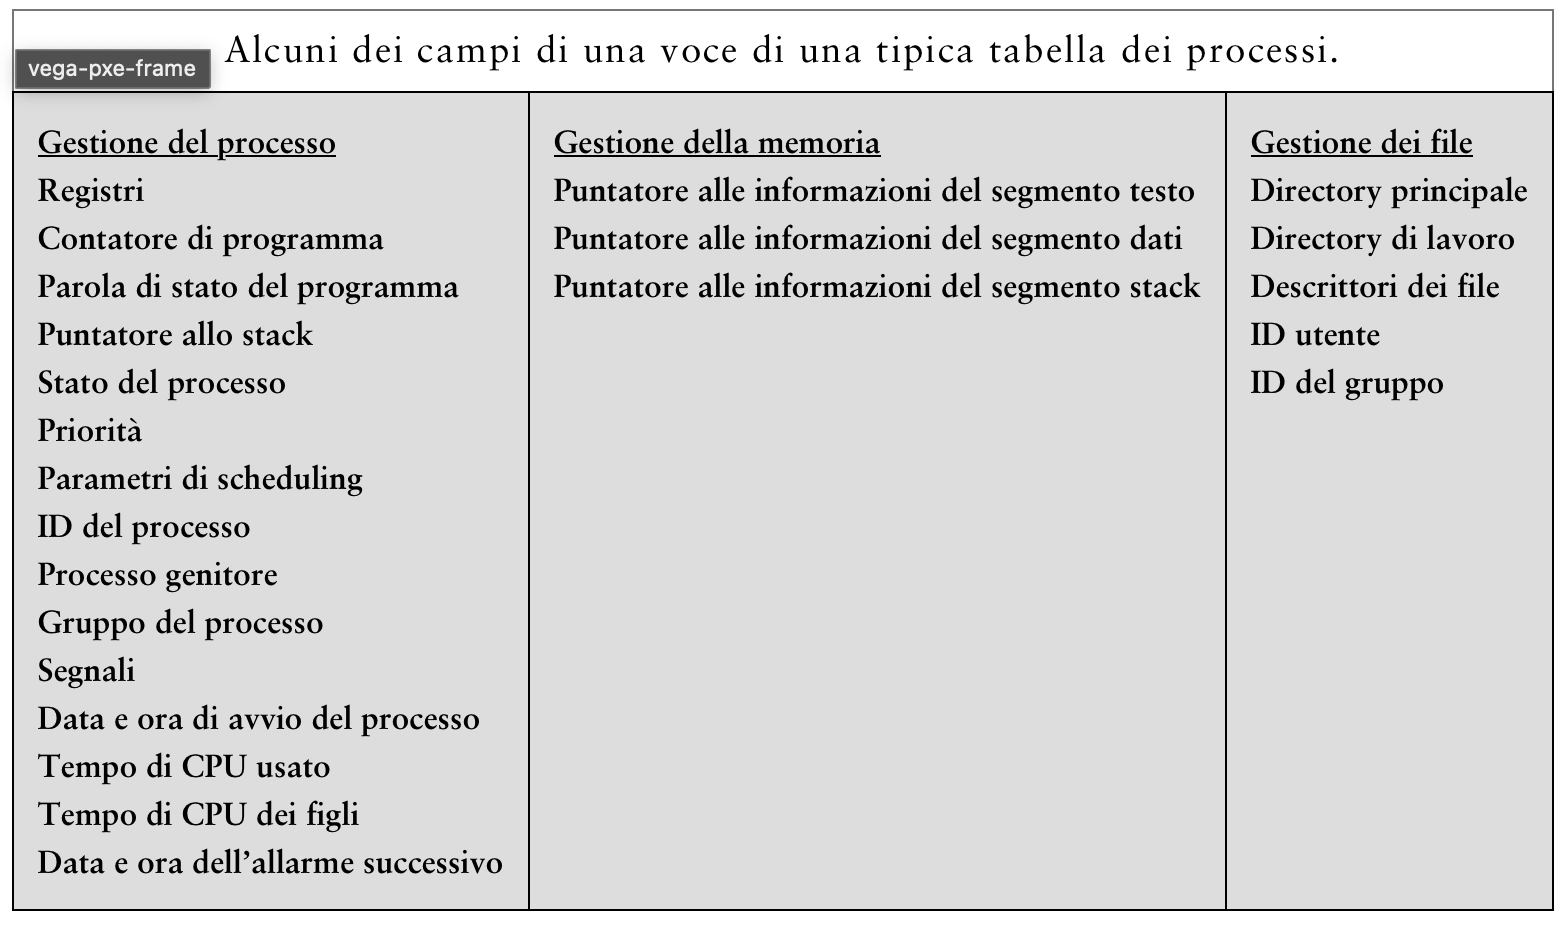 Alcuni dei campi di una voce di una tipica tabella dei processi.
vega-pxe-frame
Gestione del processo
Registri
Contatore di programma
Parola di stato del programma
Puntatore allo stack
Stato del processo
Priorità
Parametri di scheduling
ID del processo
Processo genitore
Gruppo del processo
Segnali
Data e ora di avvio del processo
Tempo di CPU usato
Tempo di CPU dei figli
Data e ora dell’allarme successivo
Gestione della memoria
Puntatore alle informazioni del segmento testo
Puntatore alle informazioni del segmento dati
Puntatore alle informazioni del segmento stack
Gestione dei file
Directory principale
Directory di lavoro
Descrittori dei file
ID utente
ID del gruppo